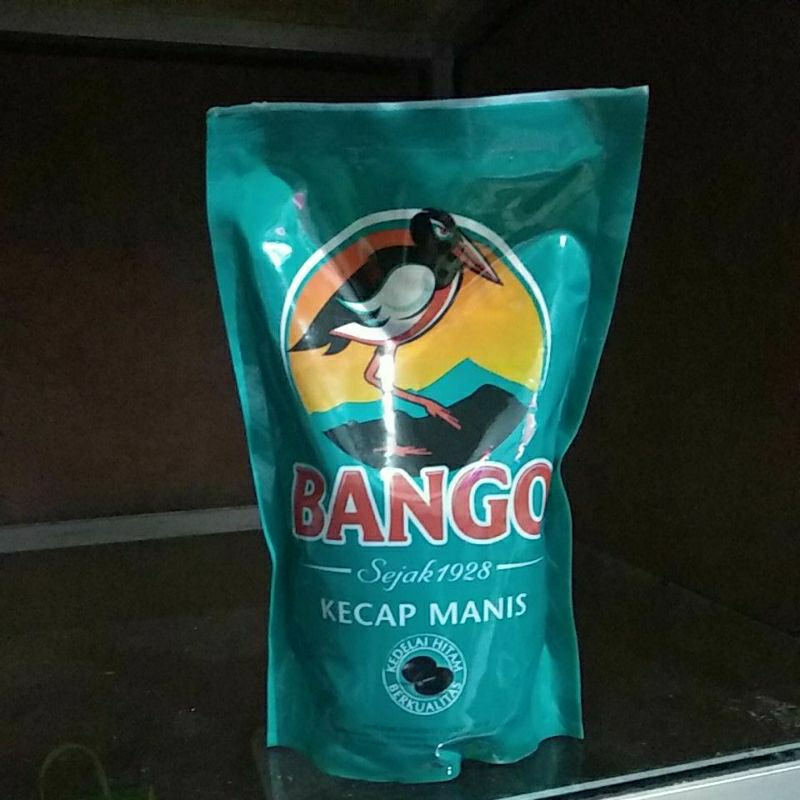 BANGO
Sejak 1928
KECAP MANIS
KEDELAI HITAM
BERKUALITAS